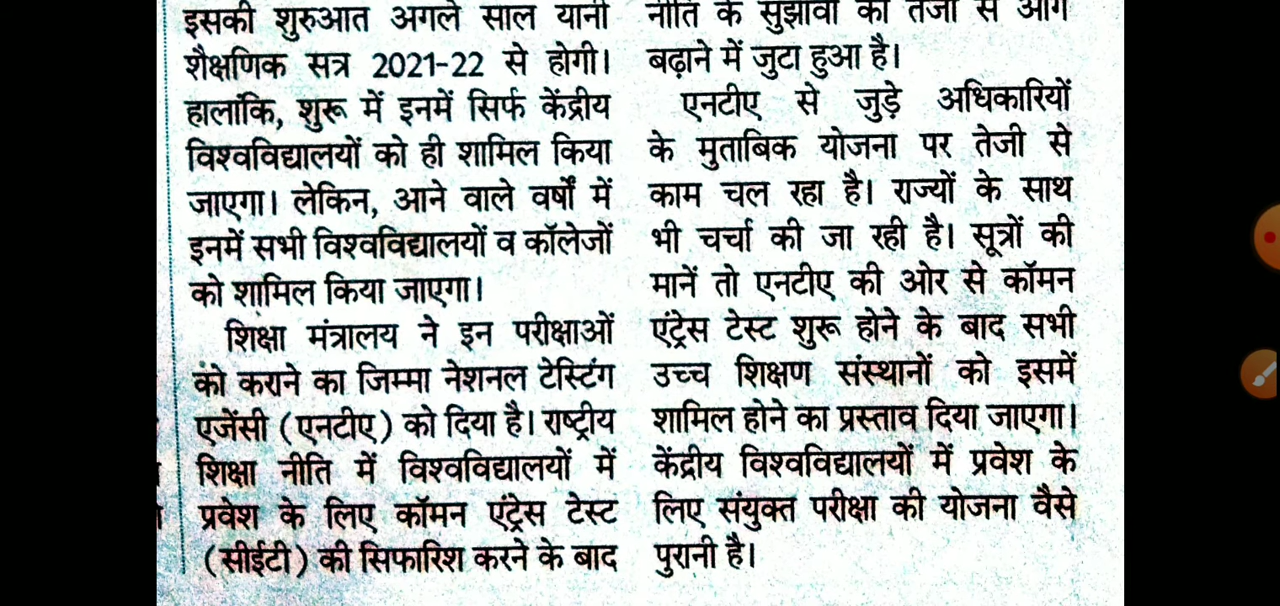 इसकी शुरुआत अगले साल यानी
शैक्षणिक सत्र 2021-22 से होगी।
हालांकि, शुरू में इनमें सिर्फ केंद्रीय
विश्वविद्यालयों को ही शामिल किया
जाएगा। लेकिन, आने वाले वर्षों में
इनमें सभी विश्वविद्यालयों व कॉलेजों
को शामिल किया जाएगा।
शिक्षा मंत्रालय ने इन परीक्षाओं
को कराने का जिम्मा नेशनल टेस्टिंग
एजेंसी (एनटीए) को दिया है। राष्ट्रीय
शिक्षा नीति में विश्वविद्यालयों में
प्रवेश के लिए कॉमन एंट्रेस टेस्ट
(सीईटी) की सिफारिश करने के बाद
नीति के सुझावों को तेजी से आगे
बढ़ाने में जुटा हुआ है।
एनटीए से जुड़े अधिकारियों
के मुताबिक योजना पर तेजी से
काम चल रहा है। राज्यों के साथ
भी चर्चा की जा रही है। सूत्रों की
मानें तो एनटीए की ओर से कॉमन
एंट्रेस टेस्ट शुरू होने के बाद सभी
उच्च शिक्षण संस्थानों को इसमें
शामिल होने का प्रस्ताव दिया जाएगा।
केंद्रीय विश्वविद्यालयों में प्रवेश के
लिए संयुक्त परीक्षा की योजना वैसे
पुरानी है।